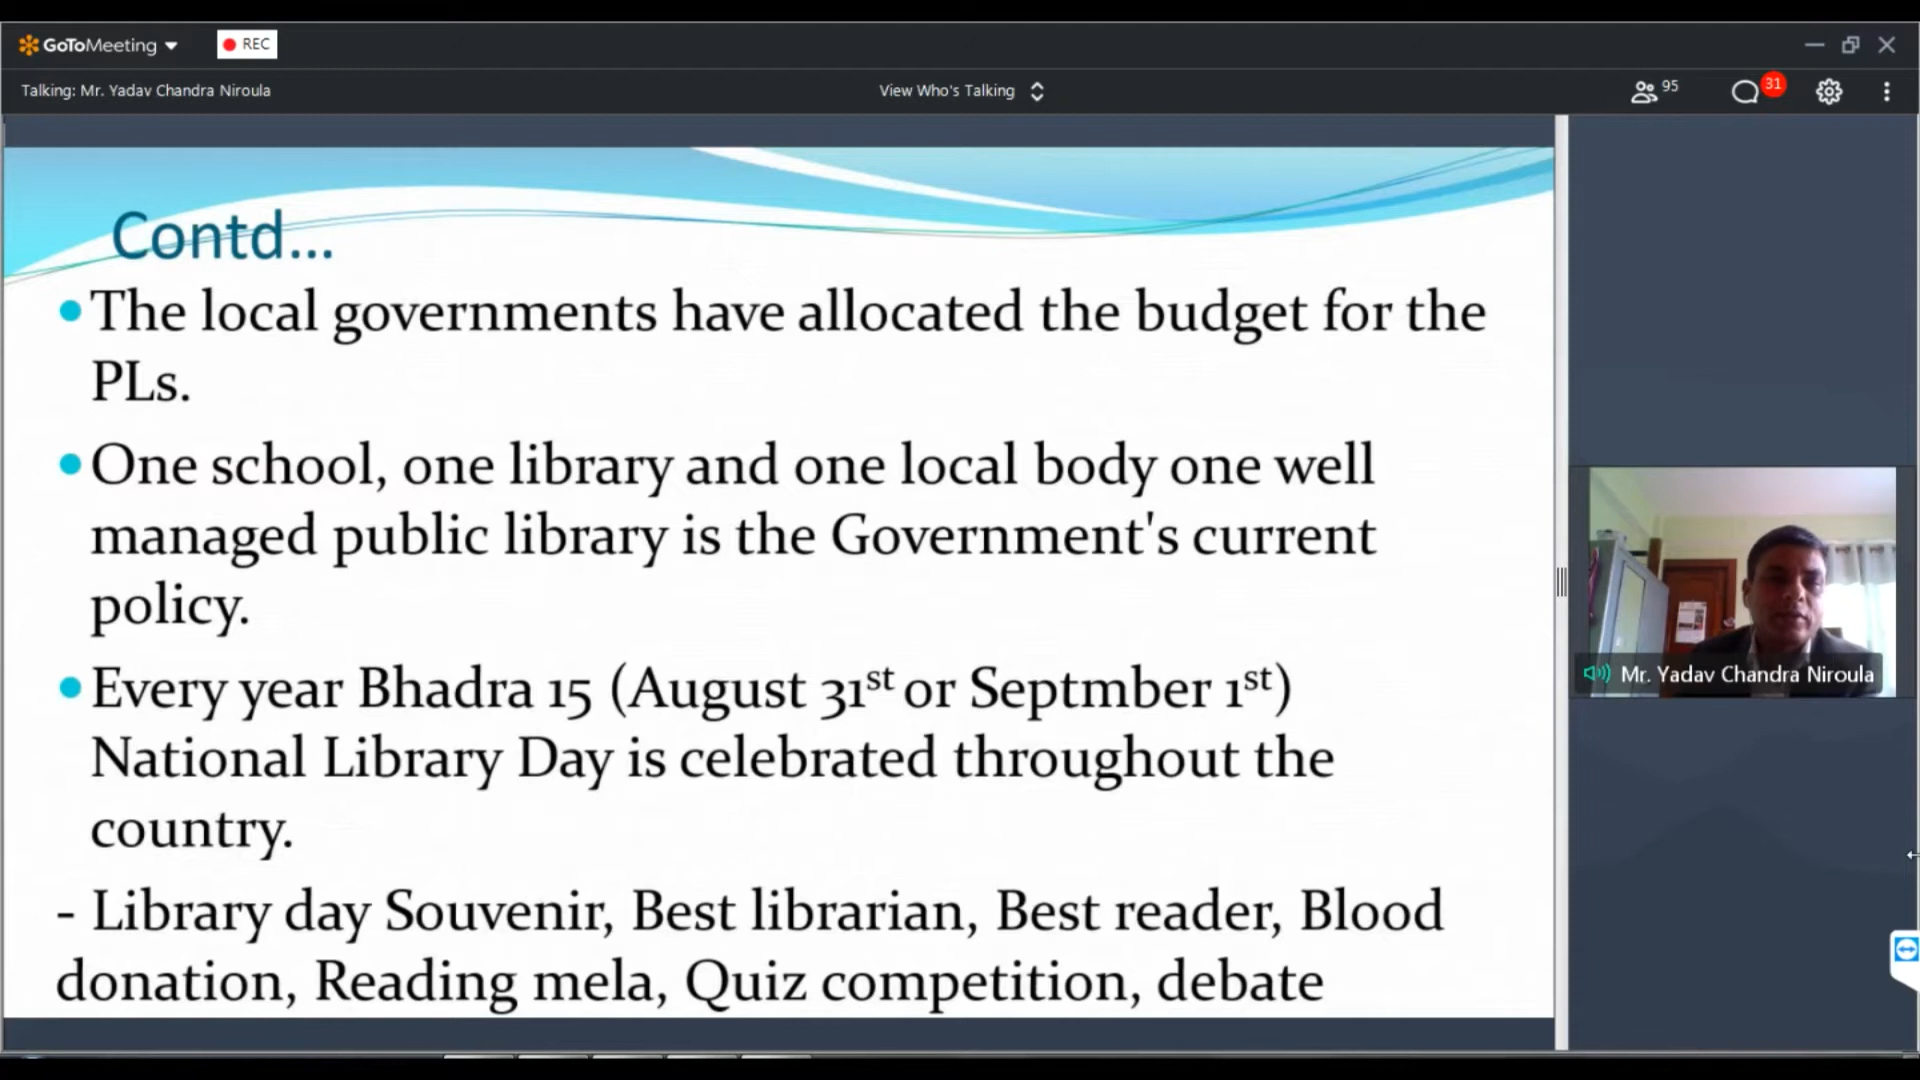 GoToMeeting
REC
Talking: Mr. Yadav Chandra Niroula
View Who's Talking
95
31
Contd...
The local governments have allocated the budget for the
PLs.
One school, one library and one local body one well
managed public library is the Government's current
policy.
Every year Bhadra 15 (August 31st or Septmber 1st)
National Library Day is celebrated throughout the
country.
- Library day Souvenir, Best librarian, Best reader, Blood
donation, Reading mela, Quiz competition, debate
Mr. Yadav Chandra Niroula